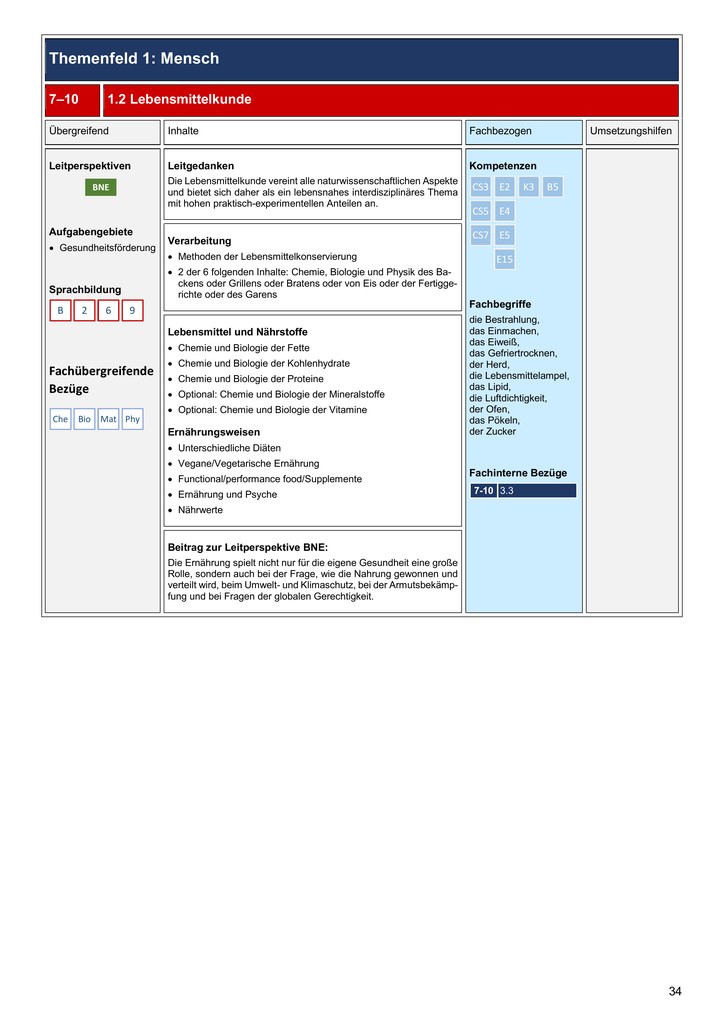 Themenfeld 1: Mensch
7–10 1.2 Lebensmittelkunde
Übergreifend
Inhalte
Fachbezogen
Umsetzungshilfen
Leitperspektiven
BNE
Aufgabengebiete
• Gesundheitsförderung
Sprachbildung
B 2 6 9
Fachübergreifende
Bezüge
Che Bio Mat Phy
Leitgedanken
Die Lebensmittelkunde vereint alle naturwissenschaftlichen Aspekte
und bietet sich daher als ein lebensnahes interdisziplinäres Thema
mit hohen praktisch-experimentellen Anteilen an.
Verarbeitung
• Methoden der Lebensmittelkonservierung
• 2 der 6 folgenden Inhalte: Chemie, Biologie und Physik des Ba-
ckens oder Grillens oder Bratens oder von Eis oder der Fertigge-
richte oder des Garens
Lebensmittel und Nährstoffe
• Chemie und Biologie der Fette
• Chemie und Biologie der Kohlenhydrate
• Chemie und Biologie der Proteine
• Optional: Chemie und Biologie der Mineralstoffe
• Optional: Chemie und Biologie der Vitamine
Ernährungsweisen
• Unterschiedliche Diäten
• Vegane/Vegetarische Ernährung
• Functional/performance food/Supplemente
• Ernährung und Psyche
• Nährwerte
Beitrag zur Leitperspektive BNE:
Die Ernährung spielt nicht nur für die eigene Gesundheit eine große
Rolle, sondern auch bei der Frage, wie die Nahrung gewonnen und
verteilt wird, beim Umwelt- und Klimaschutz, bei der Armutsbekämp-
fung und bei Fragen der globalen Gerechtigkeit.
Kompetenzen
CS3 E2 K3 B5
CS5 E4
CS7 E5
E15
Fachbegriffe
die Bestrahlung,
das Einmachen,
das Eiweiß,
das Gefriertrocknen,
der Herd,
die Lebensmittelampel,
das Lipid,
die Luftdichtigkeit,
der Ofen,
das Pökeln,
der Zucker
Fachinterne Bezüge
7-10 3.3
34